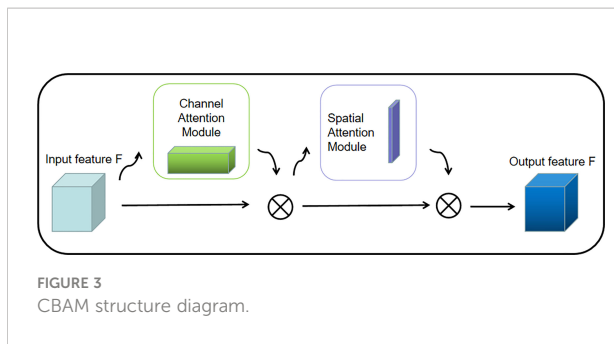 Channel
Attention
Module
Spatial
Attention
Module
Input feature F
Output feature F
FIGURE 3
CBAM structure diagram.